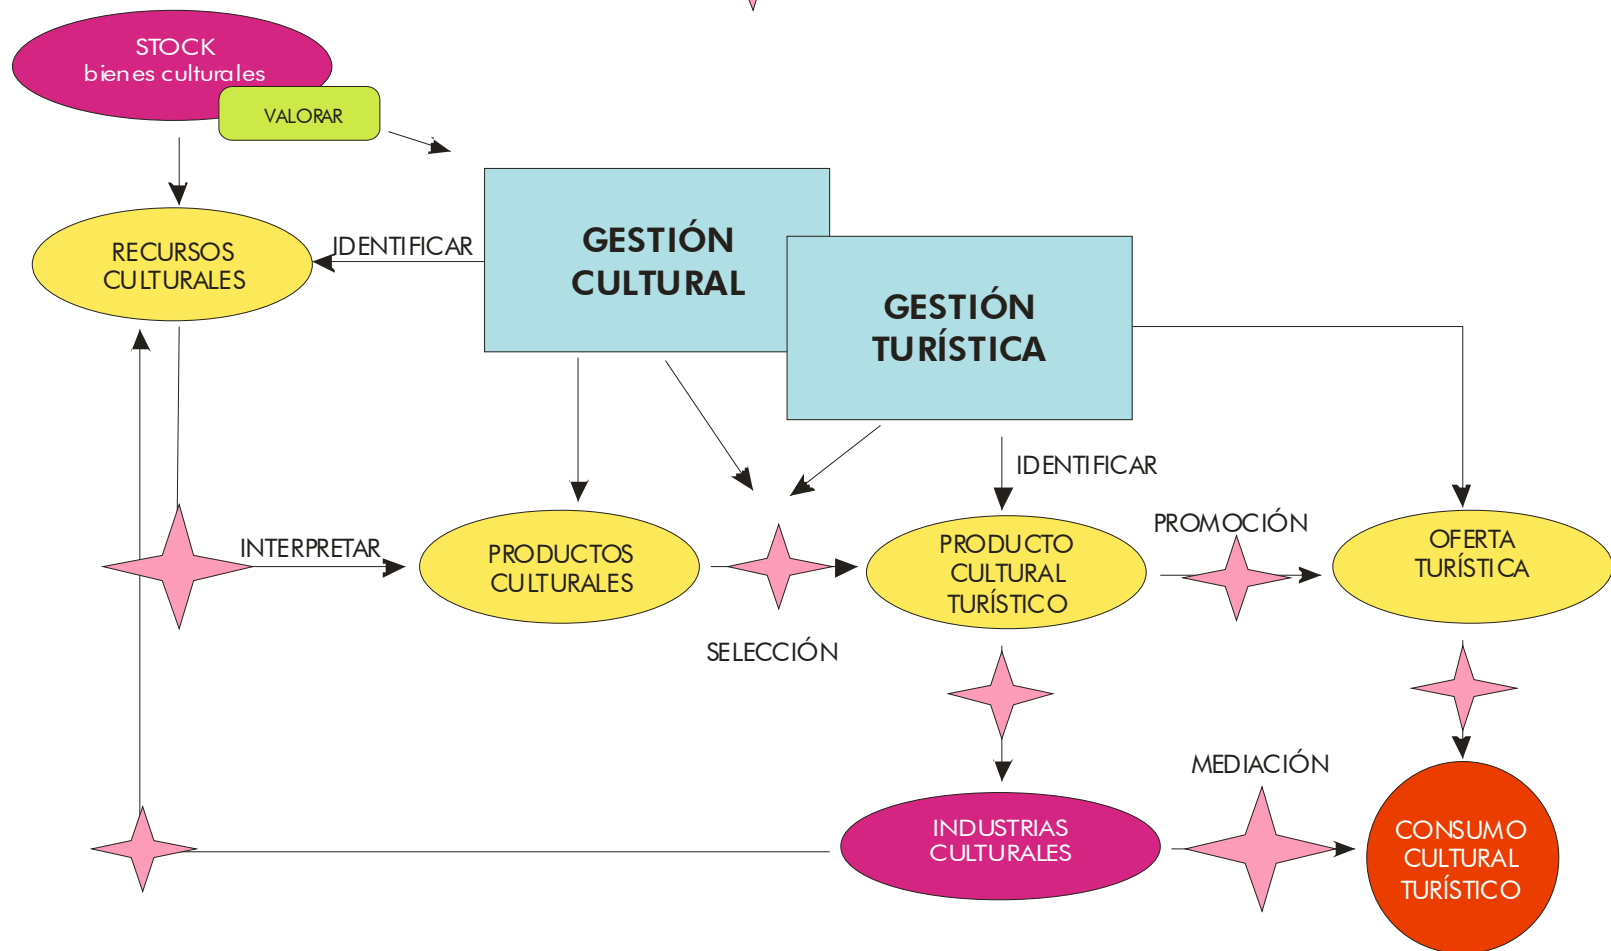 STOCK
bienes culturales
VALORAR
RECURSOS
CULTURALES
IDENTIFICAR
GESTIÓN
CULTURAL
GESTIÓN
TURÍSTICA
IDENTIFICAR
INTERPRETAR
PRODUCTOS
CULTURALES
SELECCIÓN
PRODUCTO
CULTURAL
TURÍSTICO
PROMOCIÓN
OFERTA
TURÍSTICA
INDUSTRIAS
CULTURALES
MEDIACIÓN
CONSUMO
CULTURAL
TURÍSTICO